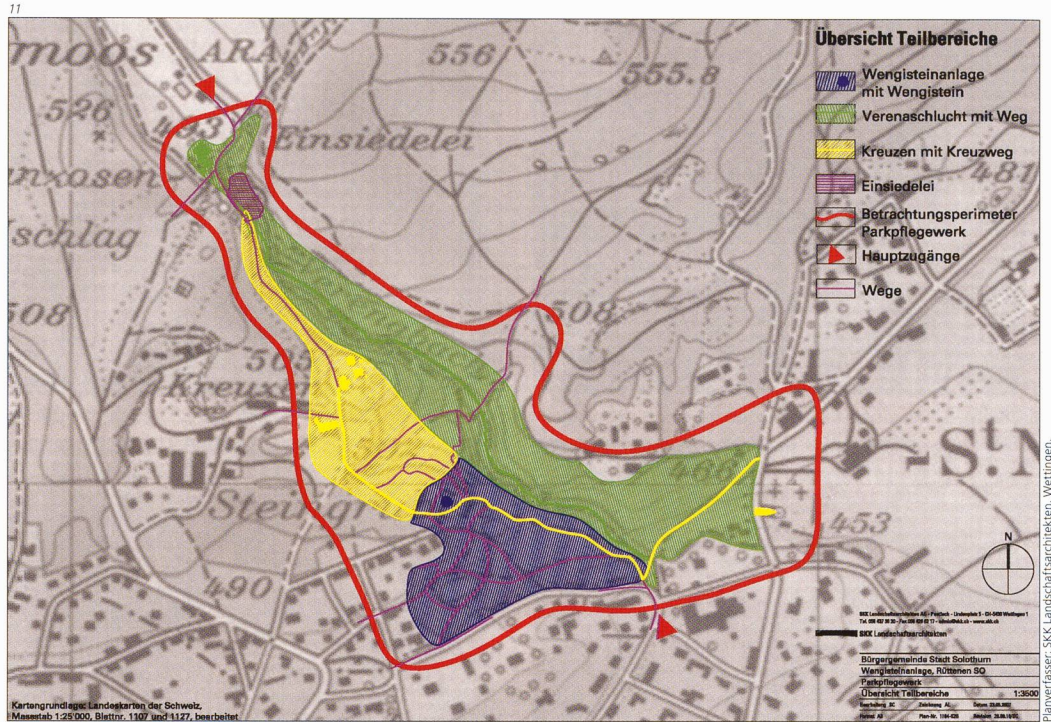 11
moos ARA
556
555.8
526
493
Einsiedelei
schlag
508
508
Kreuzen
466
St. N
453
490
481
Übersicht Teilbereiche
Wengisteinanlage
mit Wengistein
Verenaschlucht mit Weg
Kreuzen mit Kreuzweg
Einsiedelei
Betrachtungsperimeter
Parkpflegewerk
Hauptzugänge
Wege
N
SKK Landschaftsarchitekten
Bürgergemeinde Stadt Solothurn
Wengisteinanlage, Rüttenen SO
Parkpflegewerk
Übersicht Teilbereiche 1:3500
Kartengrundlage: Landeskarten der Schweiz,
Massstab 1:25'000, Blattnr. 1107 und 1127, bearbeitet
Planverfasser: SKK Landschaftsarchitekten, Wettingen